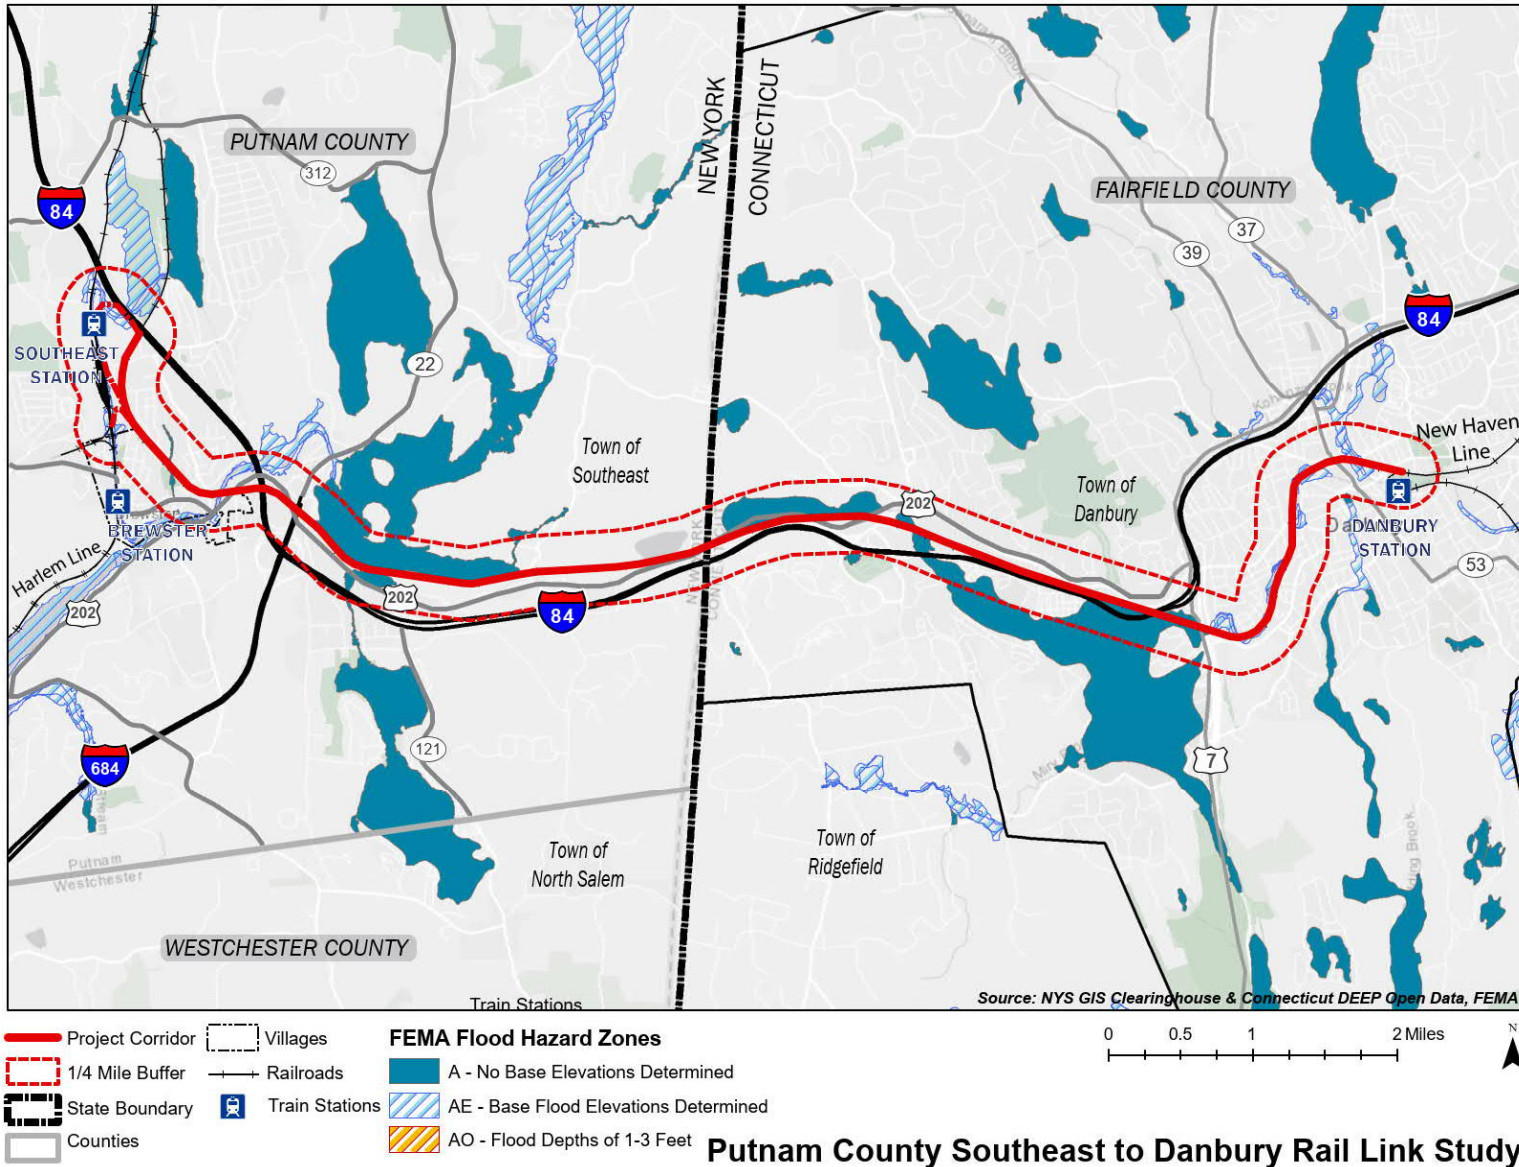 PUTNAM COUNTY
312
84
NEW YORK
CONNECTICUT
FAIRFIELD COUNTY
37
39
84
SOUTHEAST
STATION
22
Town of
Southeast
New Haven
Line
Town of
Danbury
202
BREWSTER
STATION
DANBURY
STATION
Harlem Line
202
202
84
53
121
684
7
Putnam
Westchester
Town of
North Salem
Town of
Ridgefield
WESTCHESTER COUNTY
Train Stations
Source: NYS GIS Clearinghouse & Connecticut DEEP Open Data, FEMA
Project Corridor
Villages
1/4 Mile Buffer
Railroads
State Boundary
Train Stations
Counties
FEMA Flood Hazard Zones
A - No Base Elevations Determined
AE - Base Flood Elevations Determined
AO - Flood Depths of 1-3 Feet
0 0.5 1 2 Miles
N
Putnam County Southeast to Danbury Rail Link Study